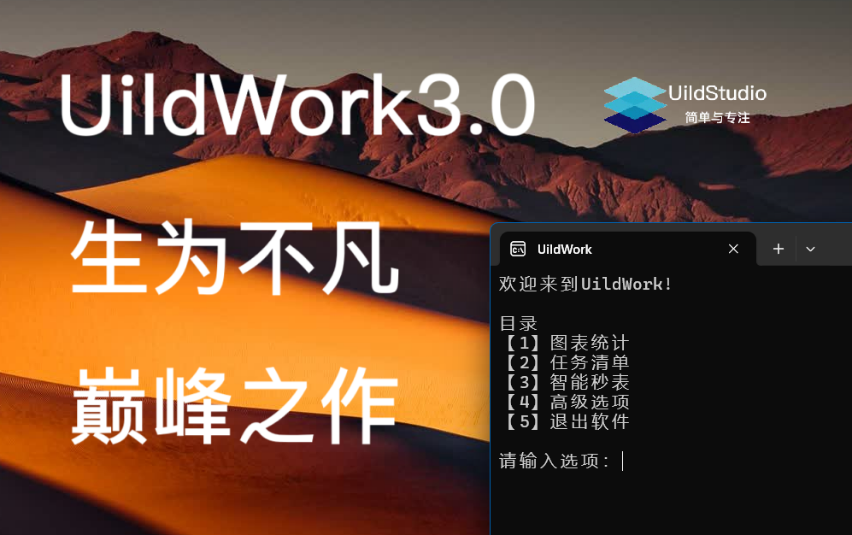 UildWork3.0
UildStudio
简单与专注
生为不凡
巅峰之作
UildWork
欢迎来到UildWork!
目录
【1】图表统计
【2】任务清单
【3】智能秒表
【4】高级选项
【5】退出软件
请输入选项: